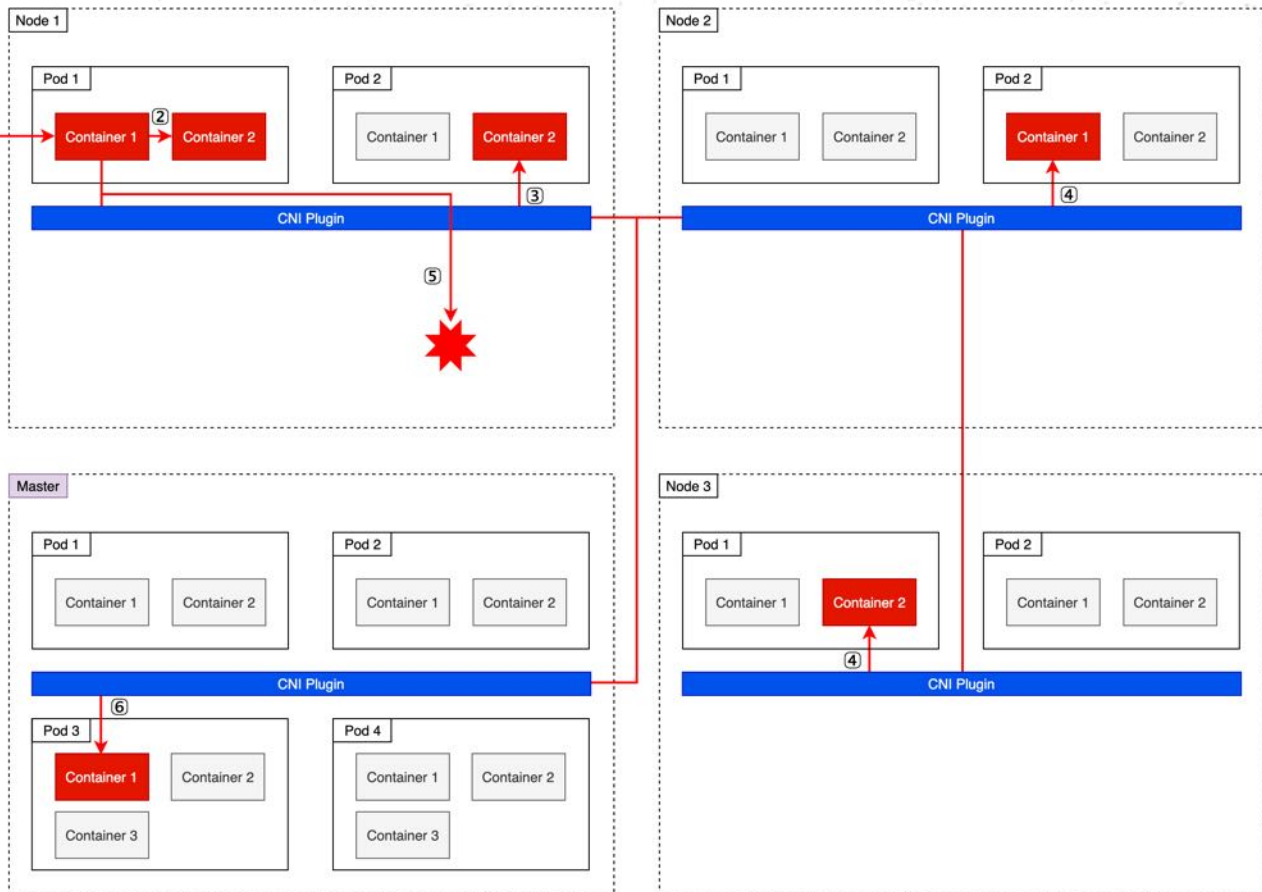 Node 1
Node 2
Pod 1
Pod 2
Pod 1
Pod 2
②
Container 1
Container 2
Container 1
Container 2
Container 1
Container 2
Container 1
Container 2
③
④
CNI Plugin
CNI Plugin
⑤
Master
Node 3
Pod 1
Pod 2
Pod 1
Pod 2
Container 1
Container 2
Container 1
Container 2
Container 1
Container 2
Container 1
Container 2
④
CNI Plugin
CNI Plugin
⑥
Pod 3
Pod 4
Container 1
Container 2
Container 1
Container 2
Container 3
Container 3